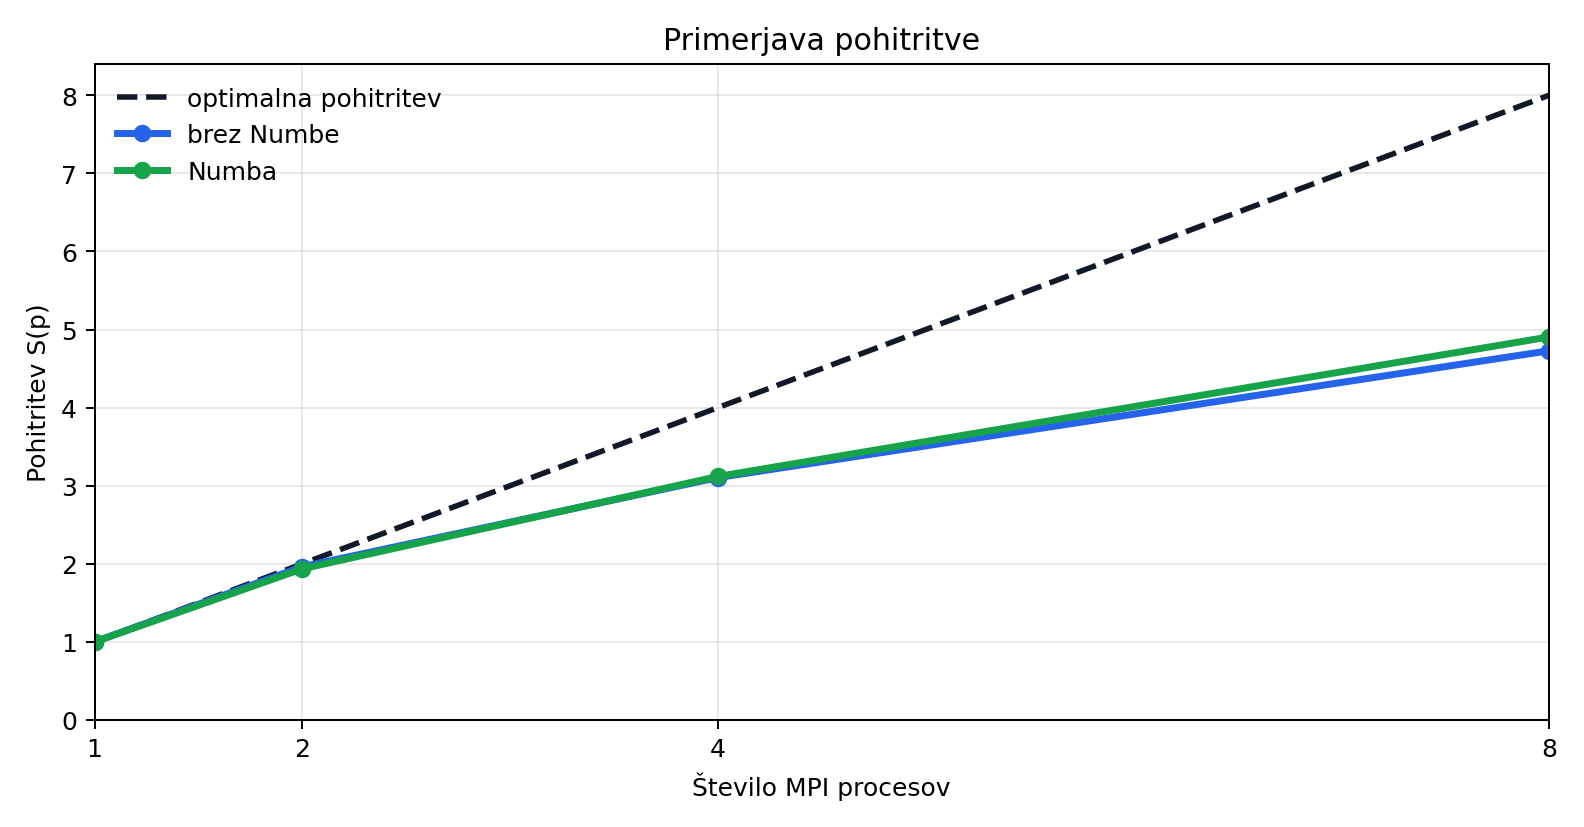 Primerjava pohitritve
optimalna pohitritev
brez Numbe
Numba
Pohitritev S(p)
8
7
6
5
4
3
2
1
0
1 2 4 8
Število MPI procesov